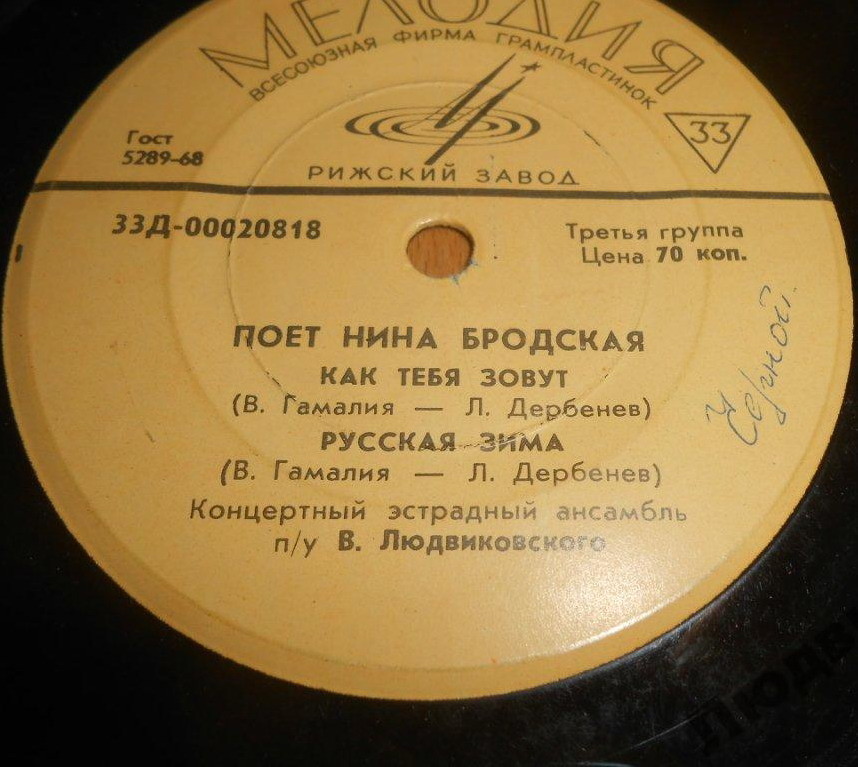 МЕЛОДИЯ
ВСЕСОЮЗНАЯ ФИРМА ГРАМПЛАСТИНОК
33
Гост
5289-68
РИЖСКИЙ ЗАВОД
33Д-00020818
Третья группа
Цена 70 коп.
ПОЕТ НИНА БРОДСКАЯ
КАК ТЕБЯ ЗОВУТ
(В. Гамалия — Л. Дербенев)
РУССКАЯ ЗИМА
(В. Гамалия — Л. Дербенев)
Концертный эстрадный ансамбль
п/у В. Людвиковского